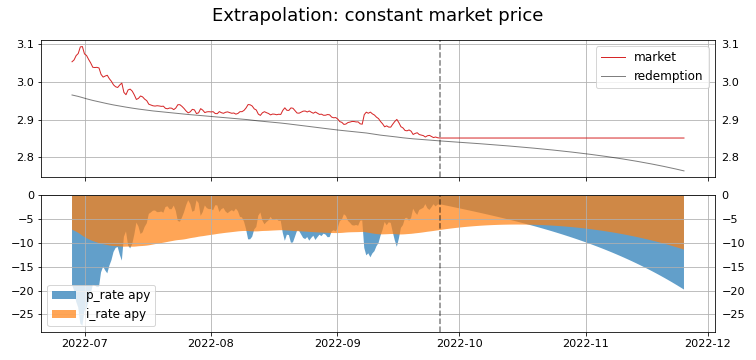 Extrapolation: constant market price
3.1 3.1
market
redemption
3.0 3.0
2.9 2.9
2.8 2.8
0 0
−5 −5
−10 −10
−15 −15
−20 −20
−25 −25
p_rate apy
i_rate apy
2022-07 2022-08 2022-09 2022-10 2022-11 2022-12